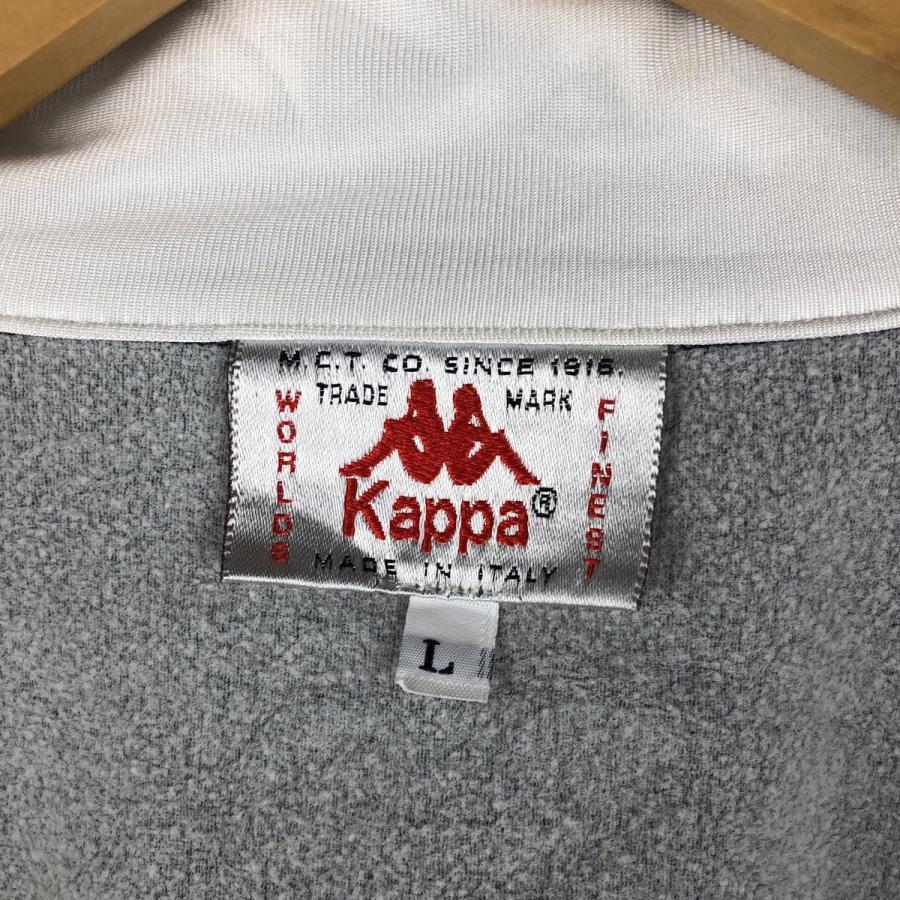 M.C.T. CO. SINCE 1916.
TRADE MARK
WORLDS
FINEST
Kappa®
MADE IN ITALY
L